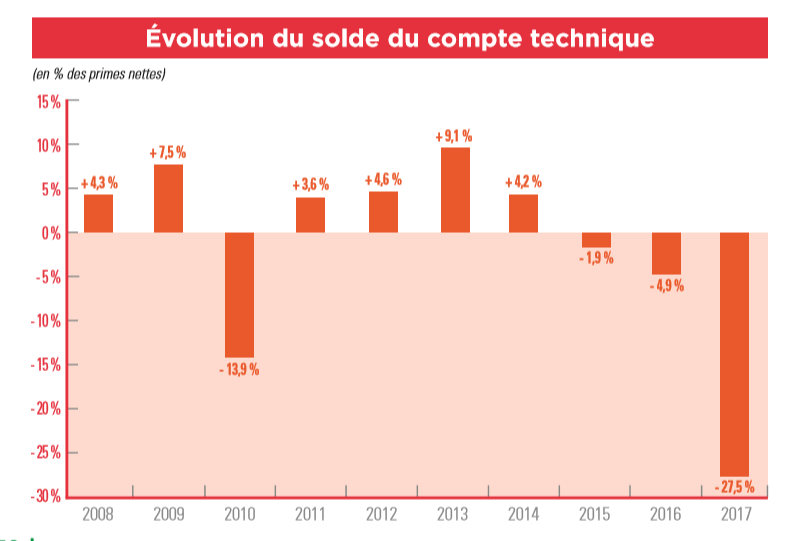 Évolution du solde du compte technique
(en % des primes nettes)
15 %
10 %
5 %
0 %
- 5 %
- 10 %
- 15 %
- 20 %
- 25 %
- 30 %
+ 4,3 %
+ 7,5 %
- 13,9 %
+ 3,6 %
+ 4,6 %
+ 9,1 %
+ 4,2 %
- 1,9 %
- 4,9 %
- 27,5 %
2008 2009 2010 2011 2012 2013 2014 2015 2016 2017